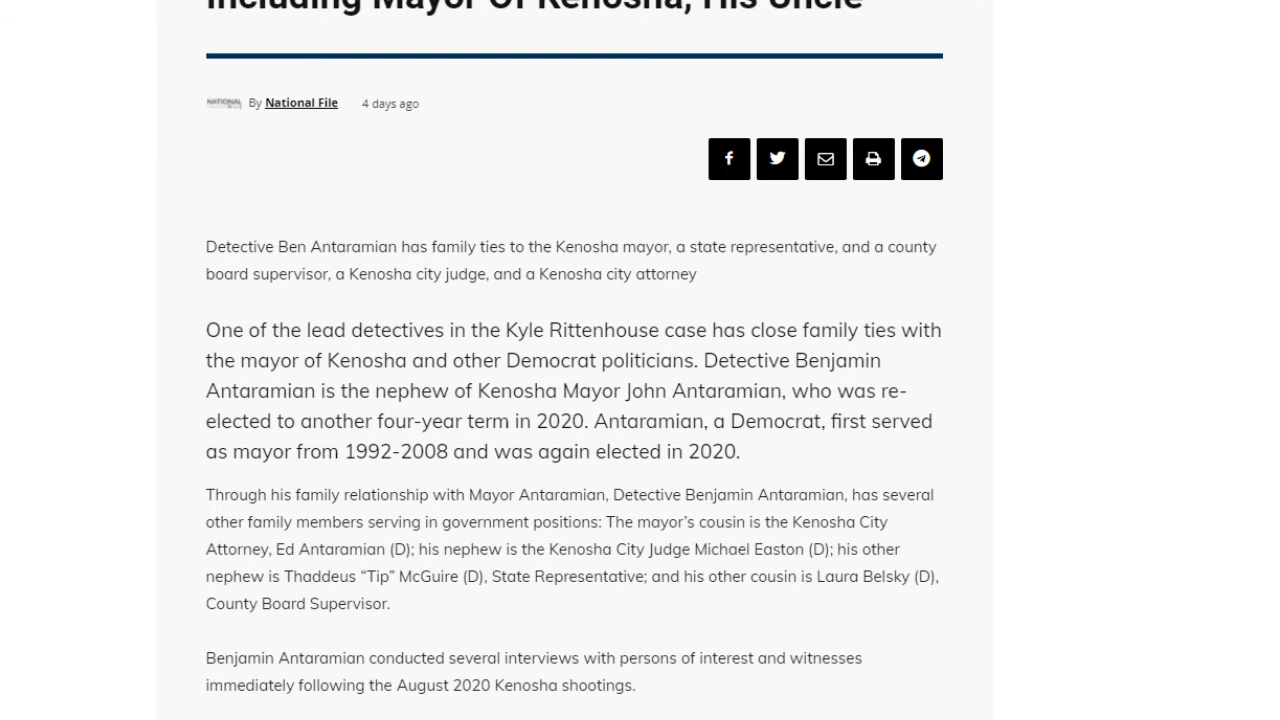 Including Mayor Of Kenosha, His Uncle
NATIONAL
By National File 4 days ago
Detective Ben Antaramian has family ties to the Kenosha mayor, a state representative, and a county
board supervisor, a Kenosha city judge, and a Kenosha city attorney
One of the lead detectives in the Kyle Rittenhouse case has close family ties with
the mayor of Kenosha and other Democrat politicians. Detective Benjamin
Antaramian is the nephew of Kenosha Mayor John Antaramian, who was re-
elected to another four-year term in 2020. Antaramian, a Democrat, first served
as mayor from 1992-2008 and was again elected in 2020.
Through his family relationship with Mayor Antaramian, Detective Benjamin Antaramian, has several
other family members serving in government positions: The mayor’s cousin is the Kenosha City
Attorney, Ed Antaramian (D); his nephew is the Kenosha City Judge Michael Easton (D); his other
nephew is Thaddeus “Tip” McGuire (D), State Representative; and his other cousin is Laura Belsky (D),
County Board Supervisor.
Benjamin Antaramian conducted several interviews with persons of interest and witnesses
immediately following the August 2020 Kenosha shootings.